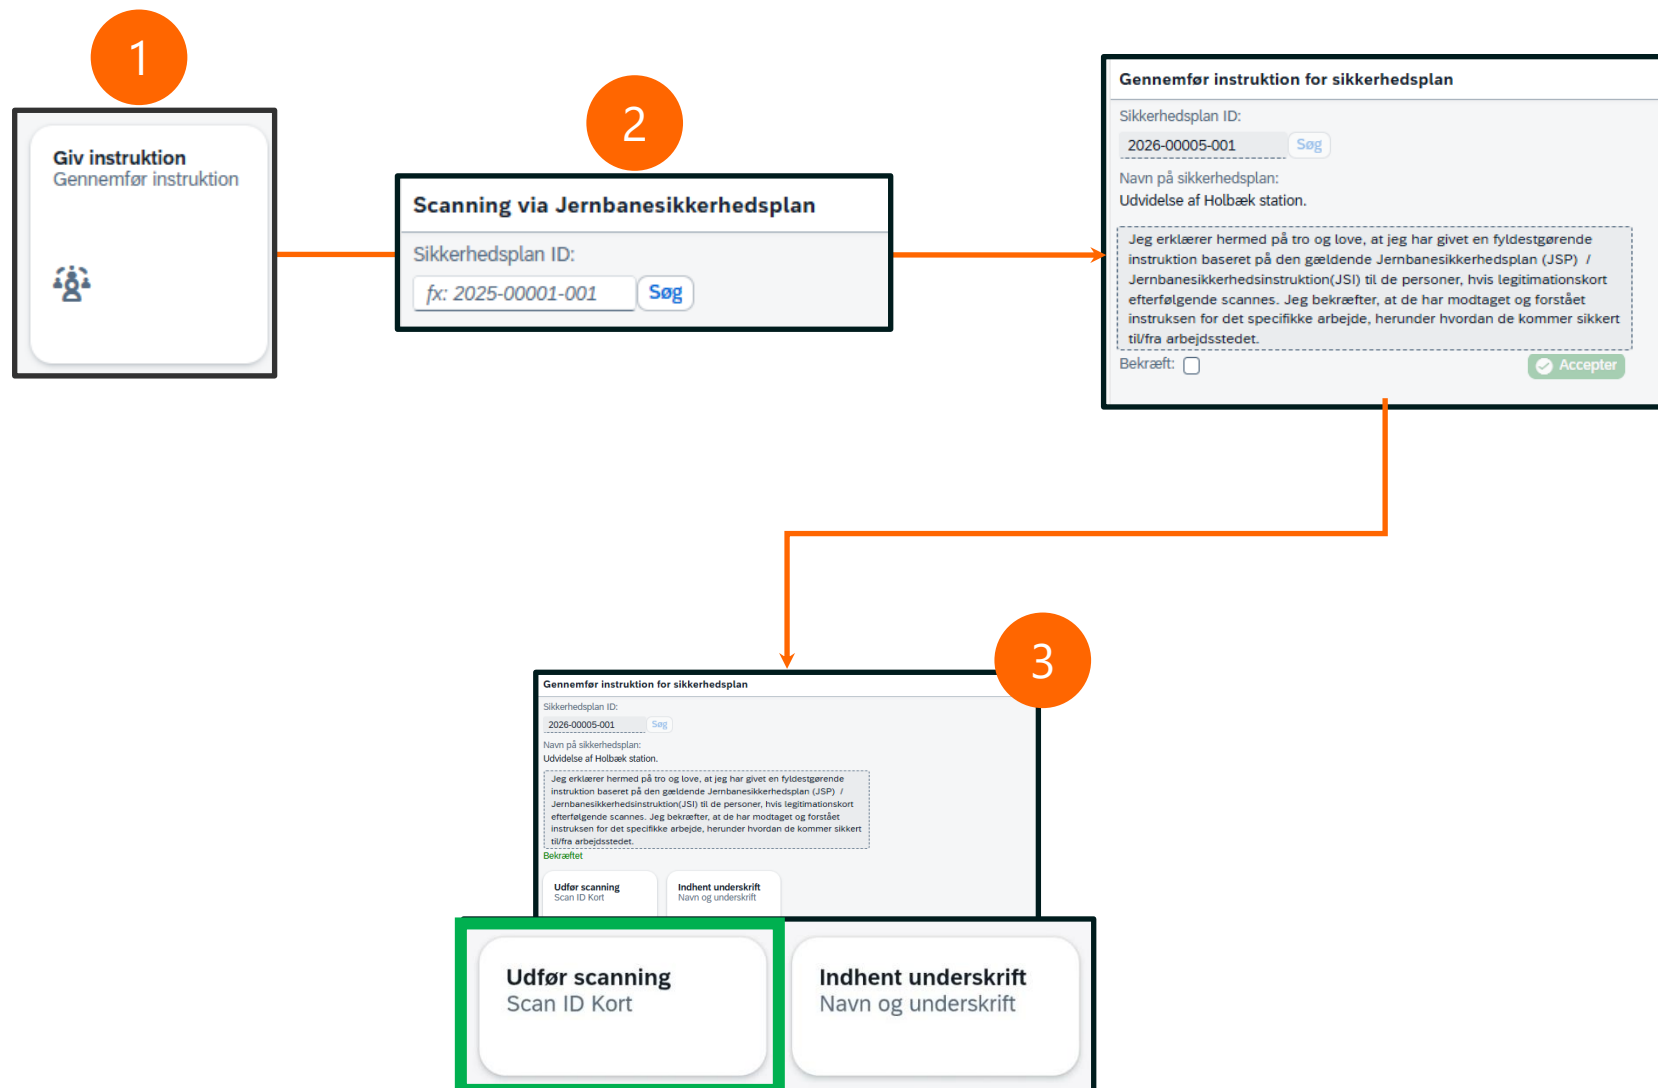 1
Giv instruktion
Gennemfør instruktion
2
Scanning via Jernbanesikkerhedsplan
Sikkerhedsplan ID:
fx: 2025-00001-001 Søg
Gennemfør instruktion for sikkerhedsplan
Sikkerhedsplan ID:
2026-00005-001 Søg
Navn på sikkerhedsplan:
Udvidelse af Holbæk station.
Jeg erklærer hermed på tro og love, at jeg har givet en fyldestgørende
instruktion baseret på den gældende Jernbanesikkerhedsplan (JSP) /
Jernbanesikkerhedsinstruktion(JSI) til de personer, hvis legitimationskort
efterfølgende scannes. Jeg bekræfter, at de har modtaget og forstået
instruksen for det specifikke arbejde, herunder hvordan de kommer sikkert
til/fra arbejdsstedet.
Bekræft: Accepter
3
Gennemfør instruktion for sikkerhedsplan
Sikkerhedsplan ID:
2026-00005-001 Søg
Navn på sikkerhedsplan:
Udvidelse af Holbæk station.
Jeg erklærer hermed på tro og love, at jeg har givet en fyldestgørende
instruktion baseret på den gældende Jernbanesikkerhedsplan (JSP) /
Jernbanesikkerhedsinstruktion(JSI) til de personer, hvis legitimationskort
efterfølgende scannes. Jeg bekræfter, at de har modtaget og forstået
instruksen for det specifikke arbejde, herunder hvordan de kommer sikkert
til/fra arbejdsstedet.
Bekræftet
Udfør scanning Indhent underskrift
Scan ID Kort Navn og underskrift
Udfør scanning Indhent underskrift
Scan ID Kort Navn og underskrift